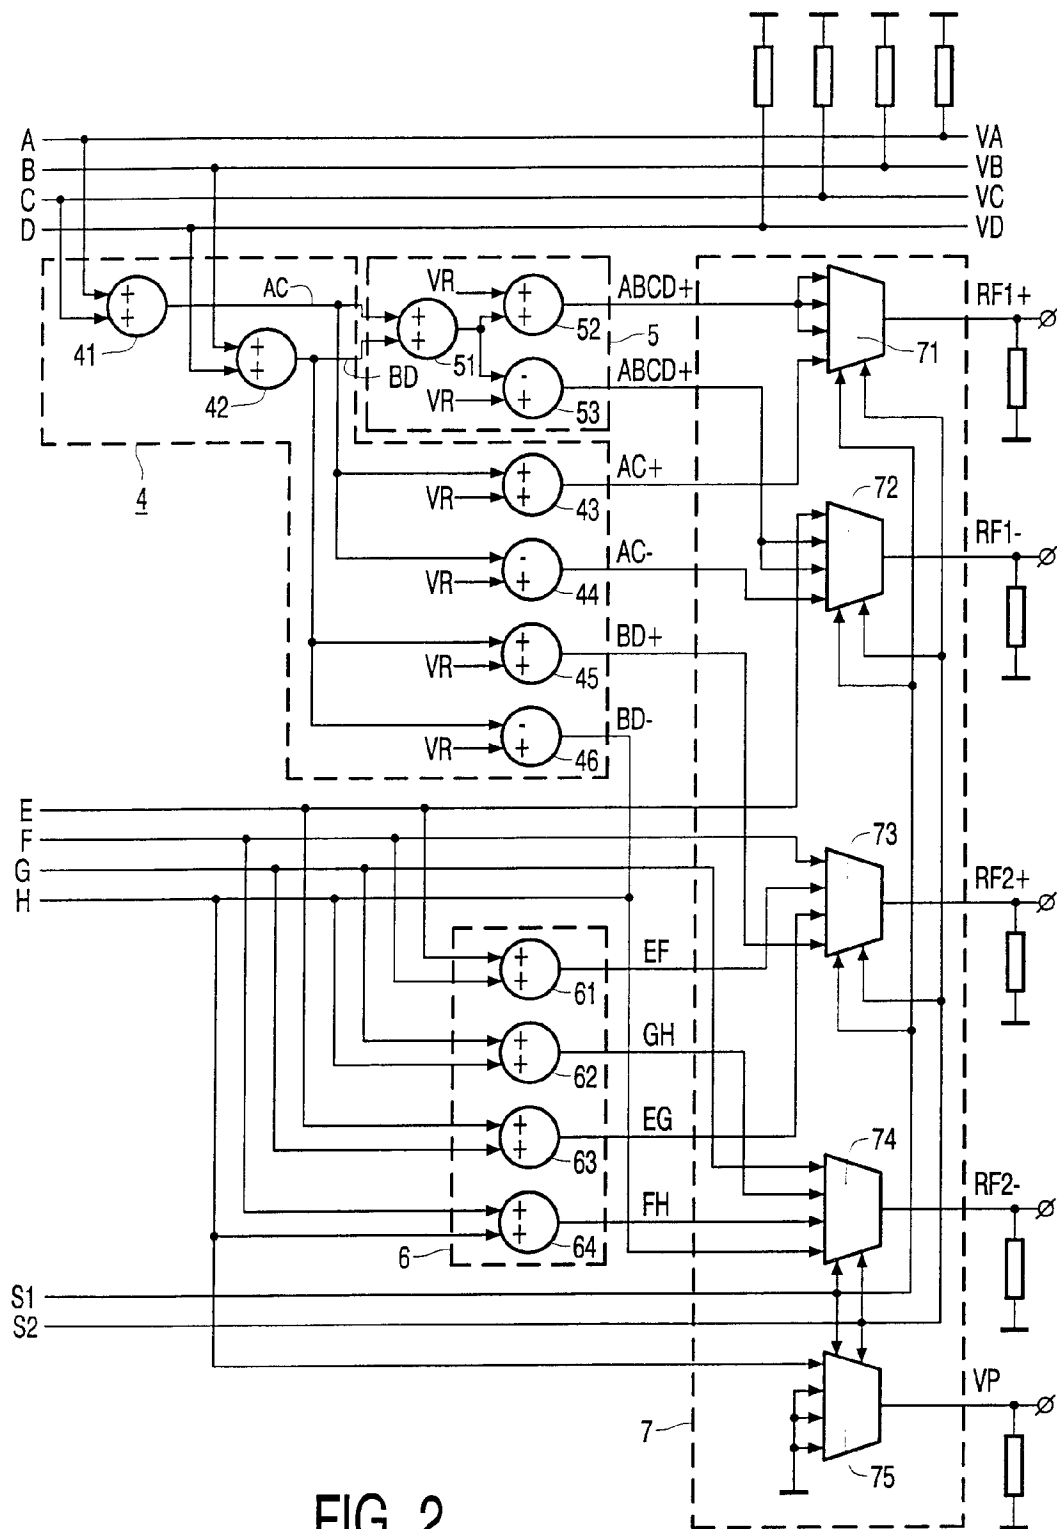 A
VA
B
VB
C
VC
D
VD
+
+
41
AC
+
+
42
BD
+
+
51
VR
+
+
52
ABCD+
5
VR
-
+
53
ABCD+
71
RF1+
4
VR
+
+
43
AC+
VR
-
+
44
AC-
72
RF1-
VR
+
+
45
BD+
VR
-
+
46
BD-
E
F
G
H
73
RF2+
+
+
61
EF
+
+
62
GH
+
+
63
EG
+
+
64
FH
6
74
RF2-
S1
S2
7
75
VP
FIG. 2